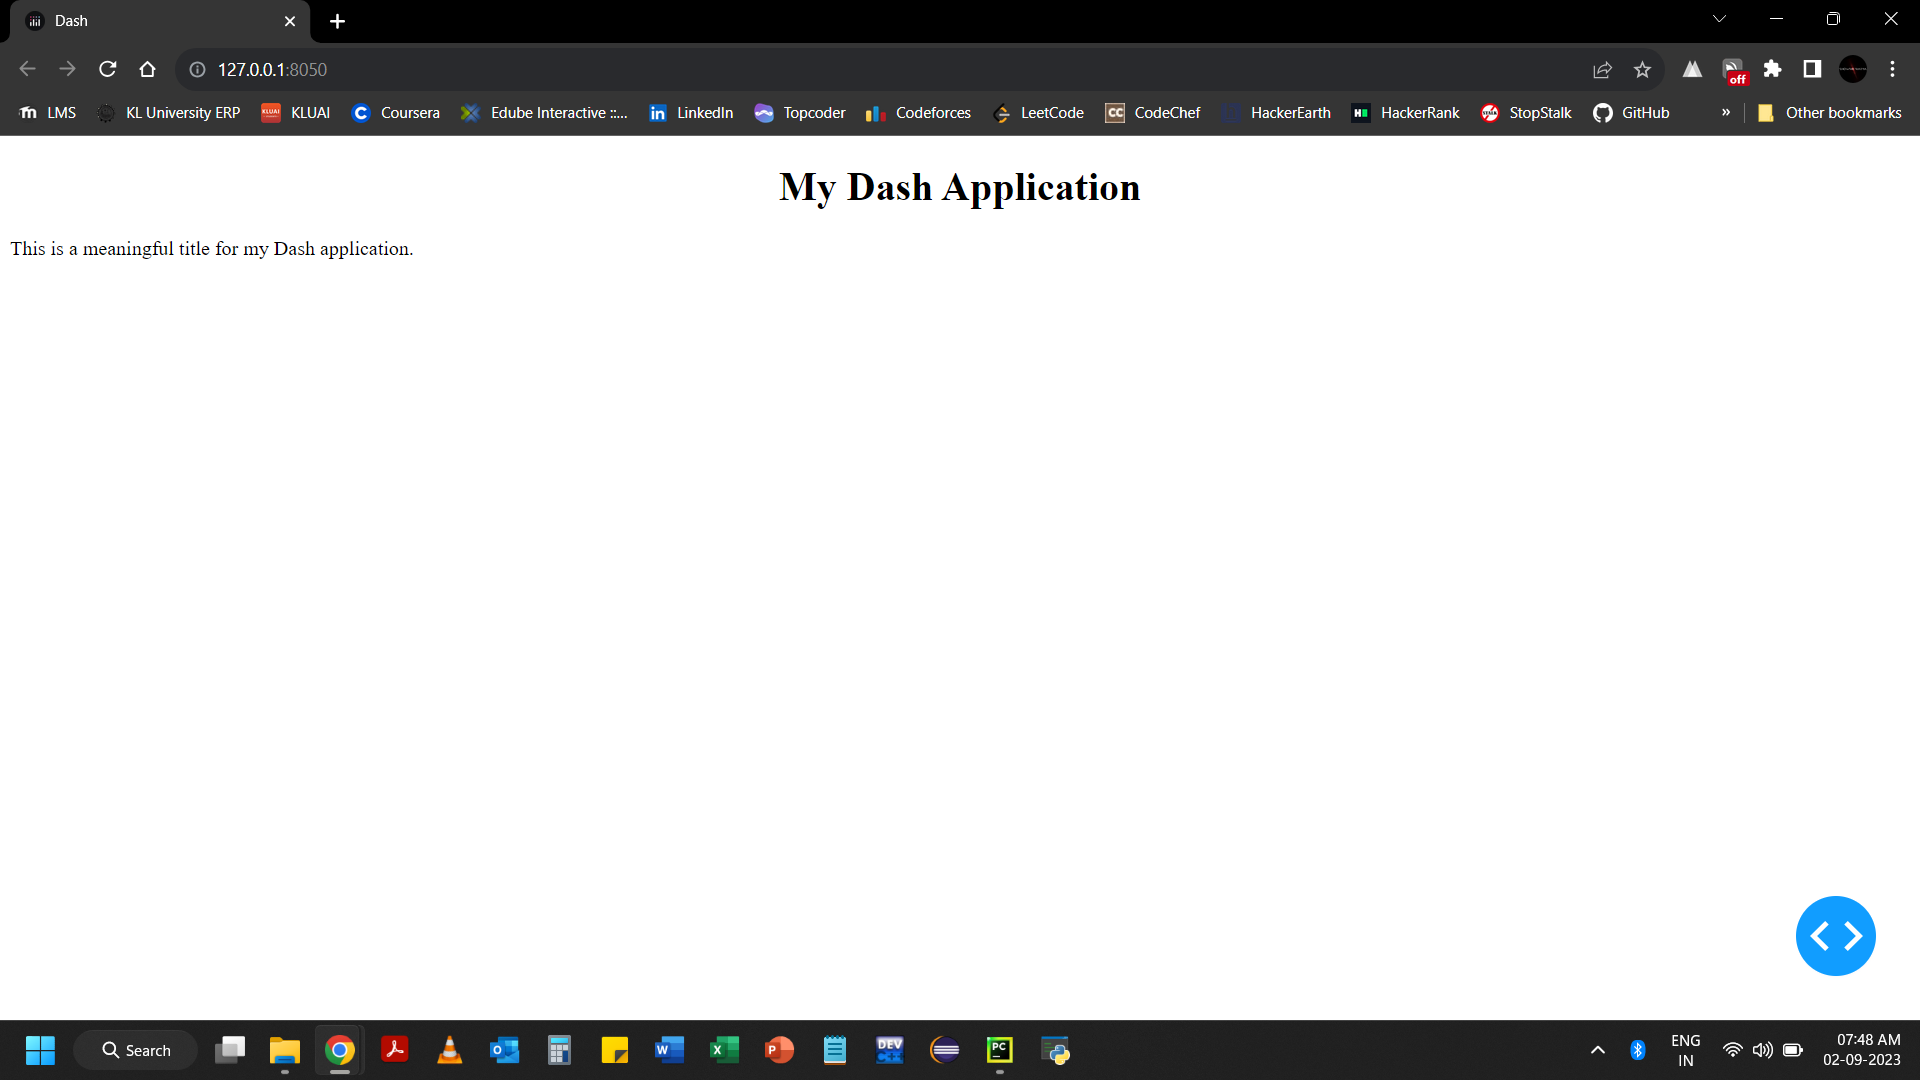 Dash
127.0.0.1:8050
off
LMS KL University ERP KLUAI Coursera Edube Interactive ::... LinkedIn Topcoder Codeforces LeetCode CodeChef HackerEarth HackerRank StopStalk GitHub » Other bookmarks
My Dash Application
This is a meaningful title for my Dash application.
Search
ENG
IN
07:48 AM
02-09-2023